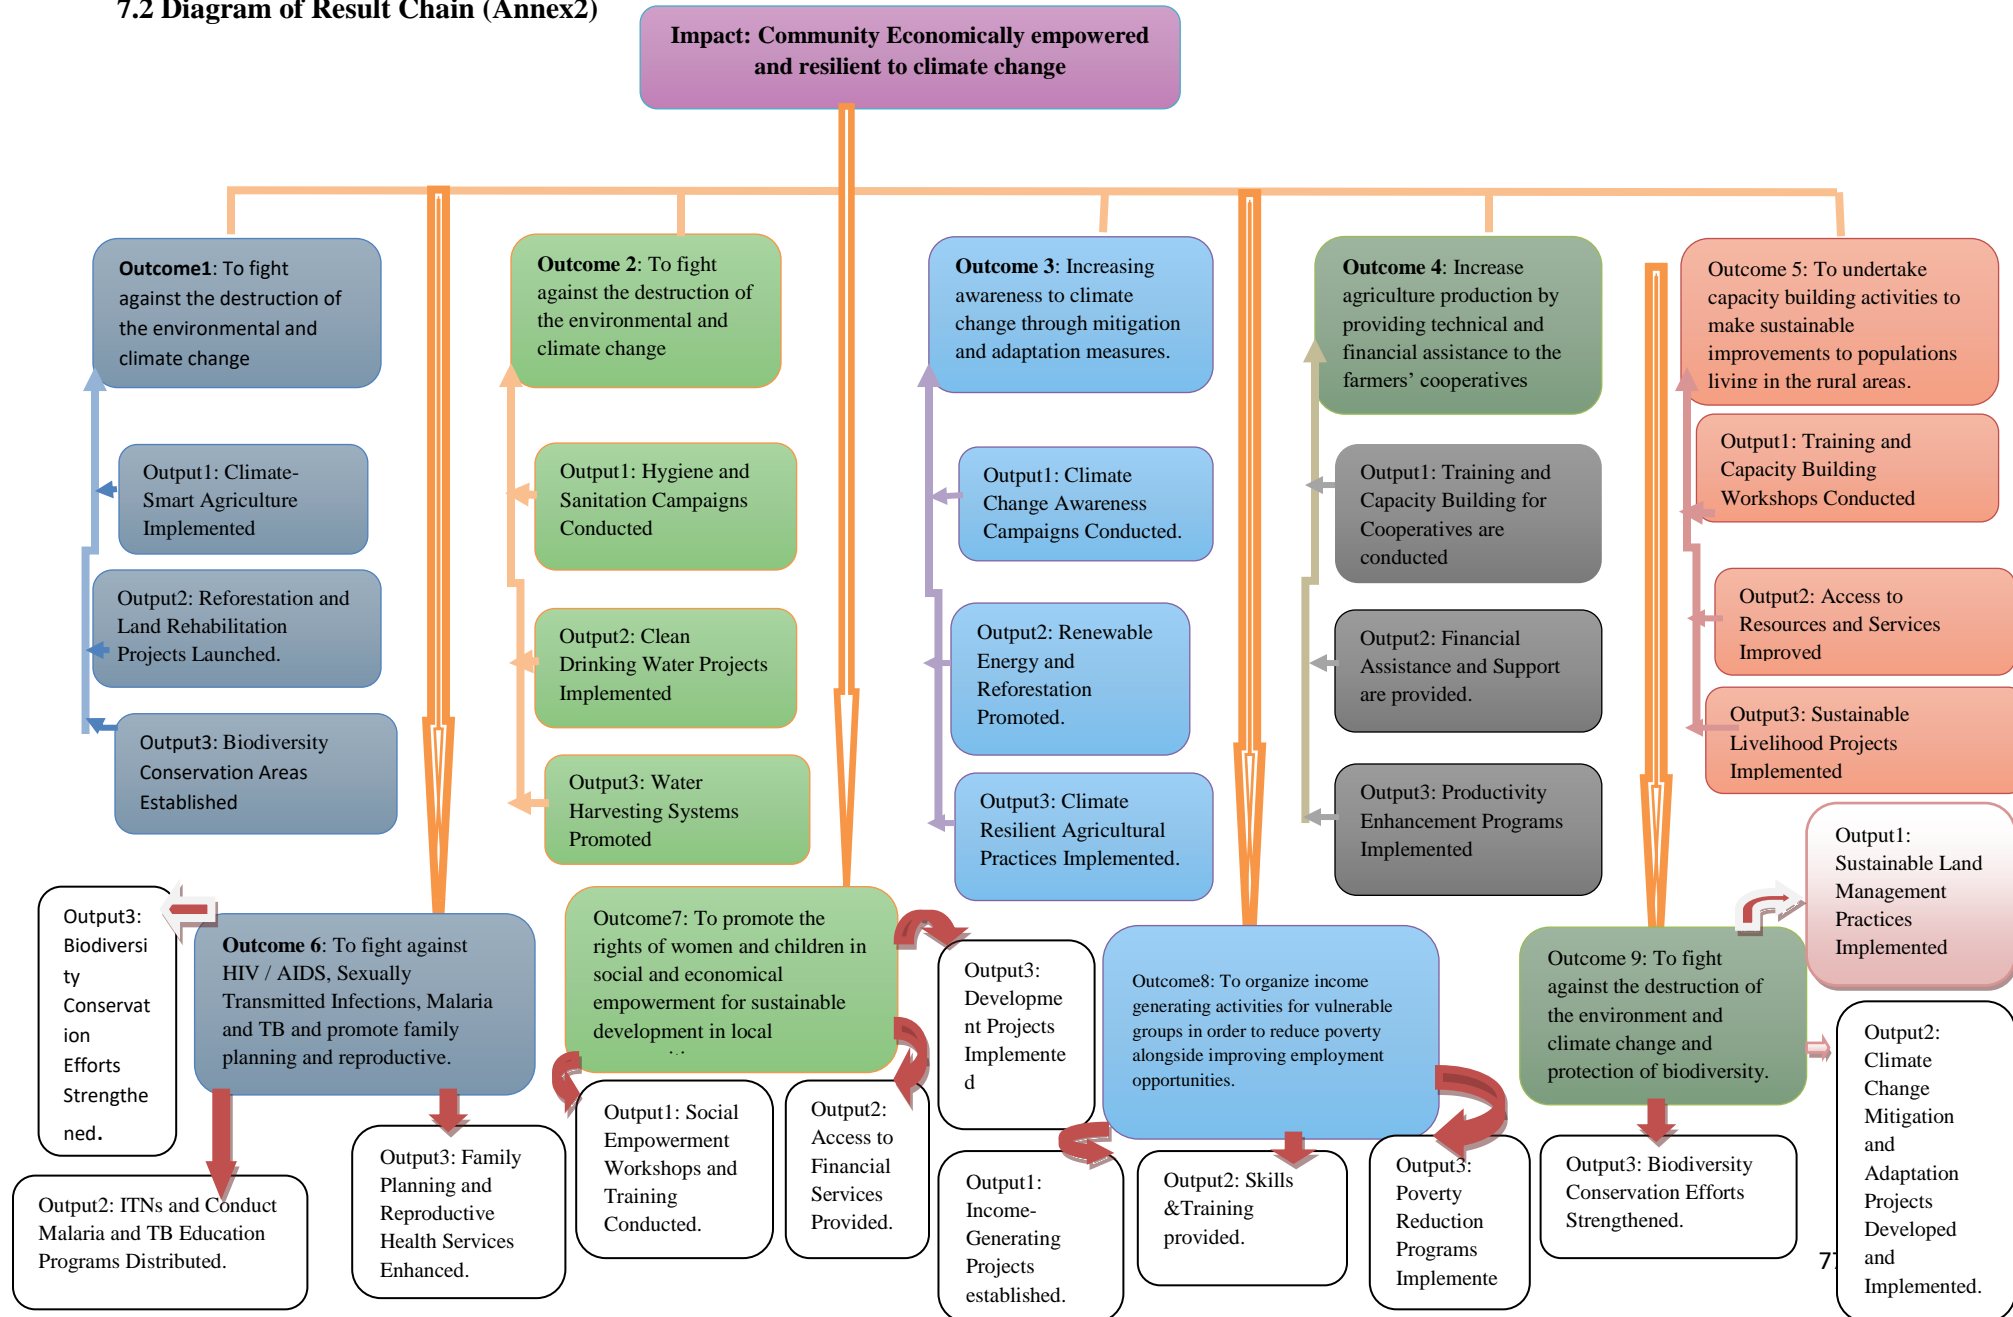 7.2 Diagram of Result Chain (Annex2)
Impact: Community Economically empowered
and resilient to climate change
Outcome1: To fight
against the destruction of
the environmental and
climate change
Outcome 2: To fight
against the destruction of
the environmental and
climate change
Outcome 3: Increasing
awareness to climate
change through mitigation
and adaptation measures.
Outcome 4: Increase
agriculture production by
providing technical and
financial assistance to the
farmers’ cooperatives
Outcome 5: To undertake
capacity building activities to
make sustainable
improvements to populations
living in the rural areas.
Output1: Climate-
Smart Agriculture
Implemented
Output2: Reforestation and
Land Rehabilitation
Projects Launched.
Output3: Biodiversity
Conservation Areas
Established
Output1: Hygiene and
Sanitation Campaigns
Conducted
Output2: Clean
Drinking Water Projects
Implemented
Output3: Water
Harvesting Systems
Promoted
Output1: Climate
Change Awareness
Campaigns Conducted.
Output2: Renewable
Energy and
Reforestation
Promoted.
Output3: Climate
Resilient Agricultural
Practices Implemented.
Output1: Training and
Capacity Building for
Cooperatives are
conducted
Output2: Financial
Assistance and Support
are provided.
Output3: Productivity
Enhancement Programs
Implemented
Output1: Training and
Capacity Building
Workshops Conducted
Output2: Access to
Resources and Services
Improved
Output3: Sustainable
Livelihood Projects
Implemented
Output3:
Biodiversi
ty
Conservat
ion
Efforts
Strengthe
ned.
Outcome 6: To fight against
HIV / AIDS, Sexually
Transmitted Infections, Malaria
and TB and promote family
planning and reproductive.
Output2: ITNs and Conduct
Malaria and TB Education
Programs Distributed.
Output3: Family
Planning and
Reproductive
Health Services
Enhanced.
Outcome7: To promote the
rights of women and children in
social and economical
empowerment for sustainable
development in local
Output1: Social
Empowerment
Workshops and
Training
Conducted.
Output2:
Access to
Financial
Services
Provided.
Output3:
Developme
nt Projects
Implemente
d
Outcome8: To organize income
generating activities for vulnerable
groups in order to reduce poverty
alongside improving employment
opportunities.
Output1:
Income-
Generating
Projects
established.
Output2: Skills
&Training
provided.
Output3:
Poverty
Reduction
Programs
Implemente
Outcome 9: To fight
against the destruction of
the environment and
climate change and
protection of biodiversity.
Output1:
Sustainable Land
Management
Practices
Implemented
Output2:
Climate
Change
Mitigation
and
Adaptation
Projects
Developed
and
Implemented.
Output3: Biodiversity
Conservation Efforts
Strengthened.